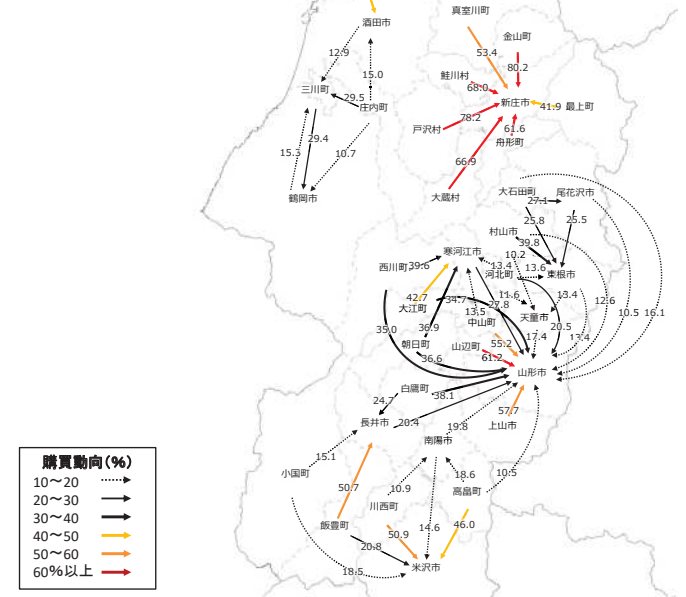 真室川町
酒田市
金山町
12.9
53.4
15.0
80.2
鮭川村
三川町
68.0
29.5
庄内町
新庄市
41.9
最上町
78.2
戸沢村
61.6
29.4
舟形町
15.3
10.7
66.9
鶴岡市
大蔵村
大石田町
尾花沢市
27.1
25.8
25.5
村山市
39.8
寒河江市
10.2
西川町
39.6
13.4
13.6
河北町
東根市
42.7
34.7
11.6
13.4
大江町
27.8
12.6
13.5
10.5
16.1
天童市
中山町
35.0
36.9
20.5
17.4
13.4
朝日町
55.2
山辺町
36.6
61.2
山形市
白鷹町
24.7
38.1
57.7
長井市
20.4
19.8
上山市
南陽市
15.1
小国町
18.6
10.5
50.7
10.9
高畠町
川西町
飯豊町
14.6
46.0
50.9
20.8
米沢市
18.5
購買動向(%)
10～20
20～30
30～40
40～50
50～60
60%以上